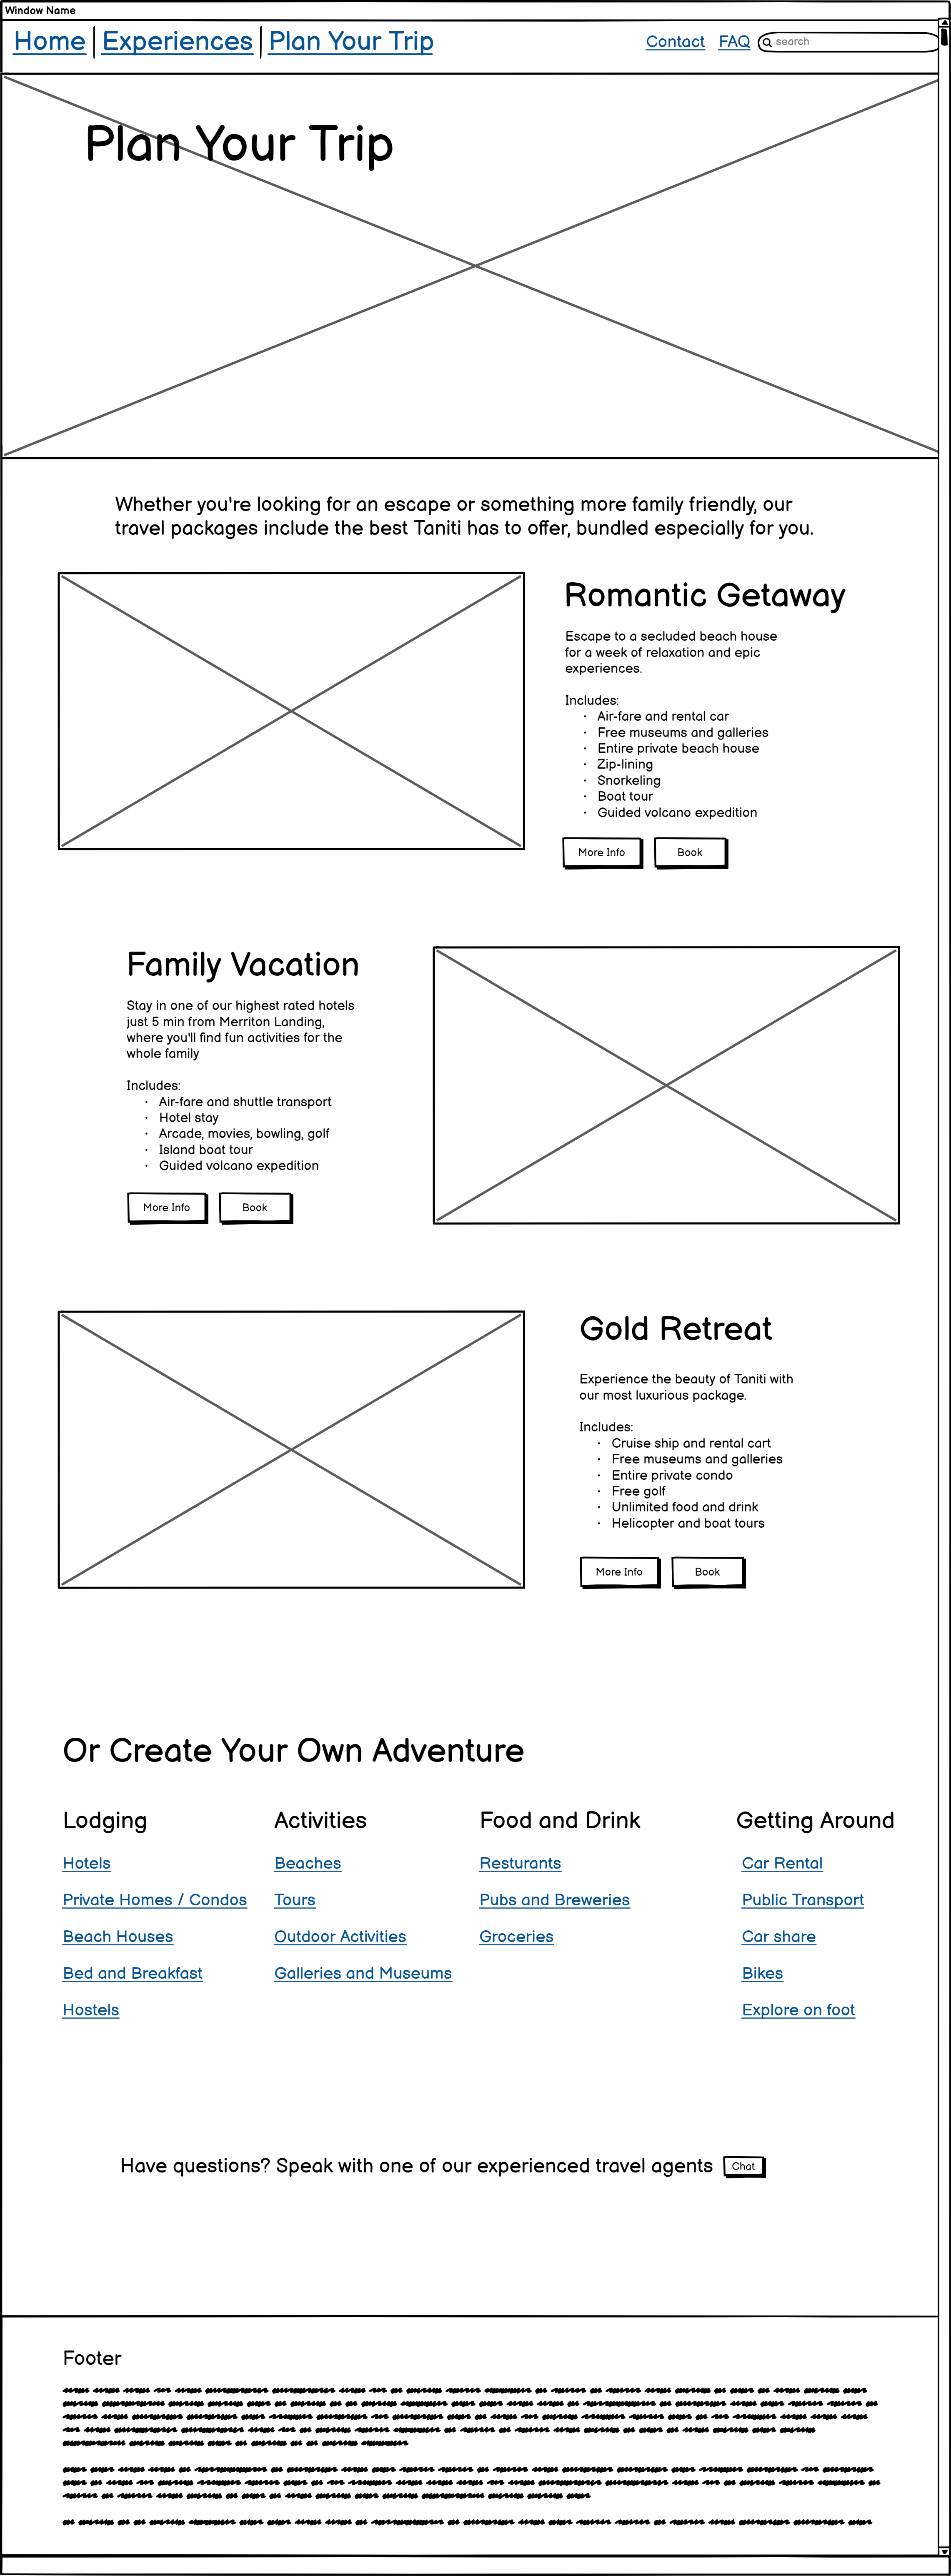 Window Name
Home Experiences Plan Your Trip Contact FAQ search
Plan Your Trip
Whether you're looking for an escape or something more family friendly, our
travel packages include the best Taniti has to offer, bundled especially for you.
Romantic Getaway
Escape to a secluded beach house
for a week of relaxation and epic
experiences.
Includes:
· Air-fare and rental car
· Free museums and galleries
· Entire private beach house
· Zip-lining
· Snorkeling
· Boat tour
· Guided volcano expedition
More Info Book
Family Vacation
Stay in one of our highest rated hotels
just 5 min from Merriton Landing,
where you'll find fun activities for the
whole family
Includes:
· Air-fare and shuttle transport
· Hotel stay
· Arcade, movies, bowling, golf
· Island boat tour
· Guided volcano expedition
More Info Book
Gold Retreat
Experience the beauty of Taniti with
our most luxurious package.
Includes:
· Cruise ship and rental cart
· Free museums and galleries
· Entire private condo
· Free golf
· Unlimited food and drink
· Helicopter and boat tours
More Info Book
Or Create Your Own Adventure
Lodging
Hotels
Private Homes / Condos
Beach Houses
Bed and Breakfast
Hostels
Activities
Beaches
Tours
Outdoor Activities
Galleries and Museums
Food and Drink
Resturants
Pubs and Breweries
Groceries
Getting Around
Car Rental
Public Transport
Car share
Bikes
Explore on foot
Have questions? Speak with one of our experienced travel agents Chat
Footer